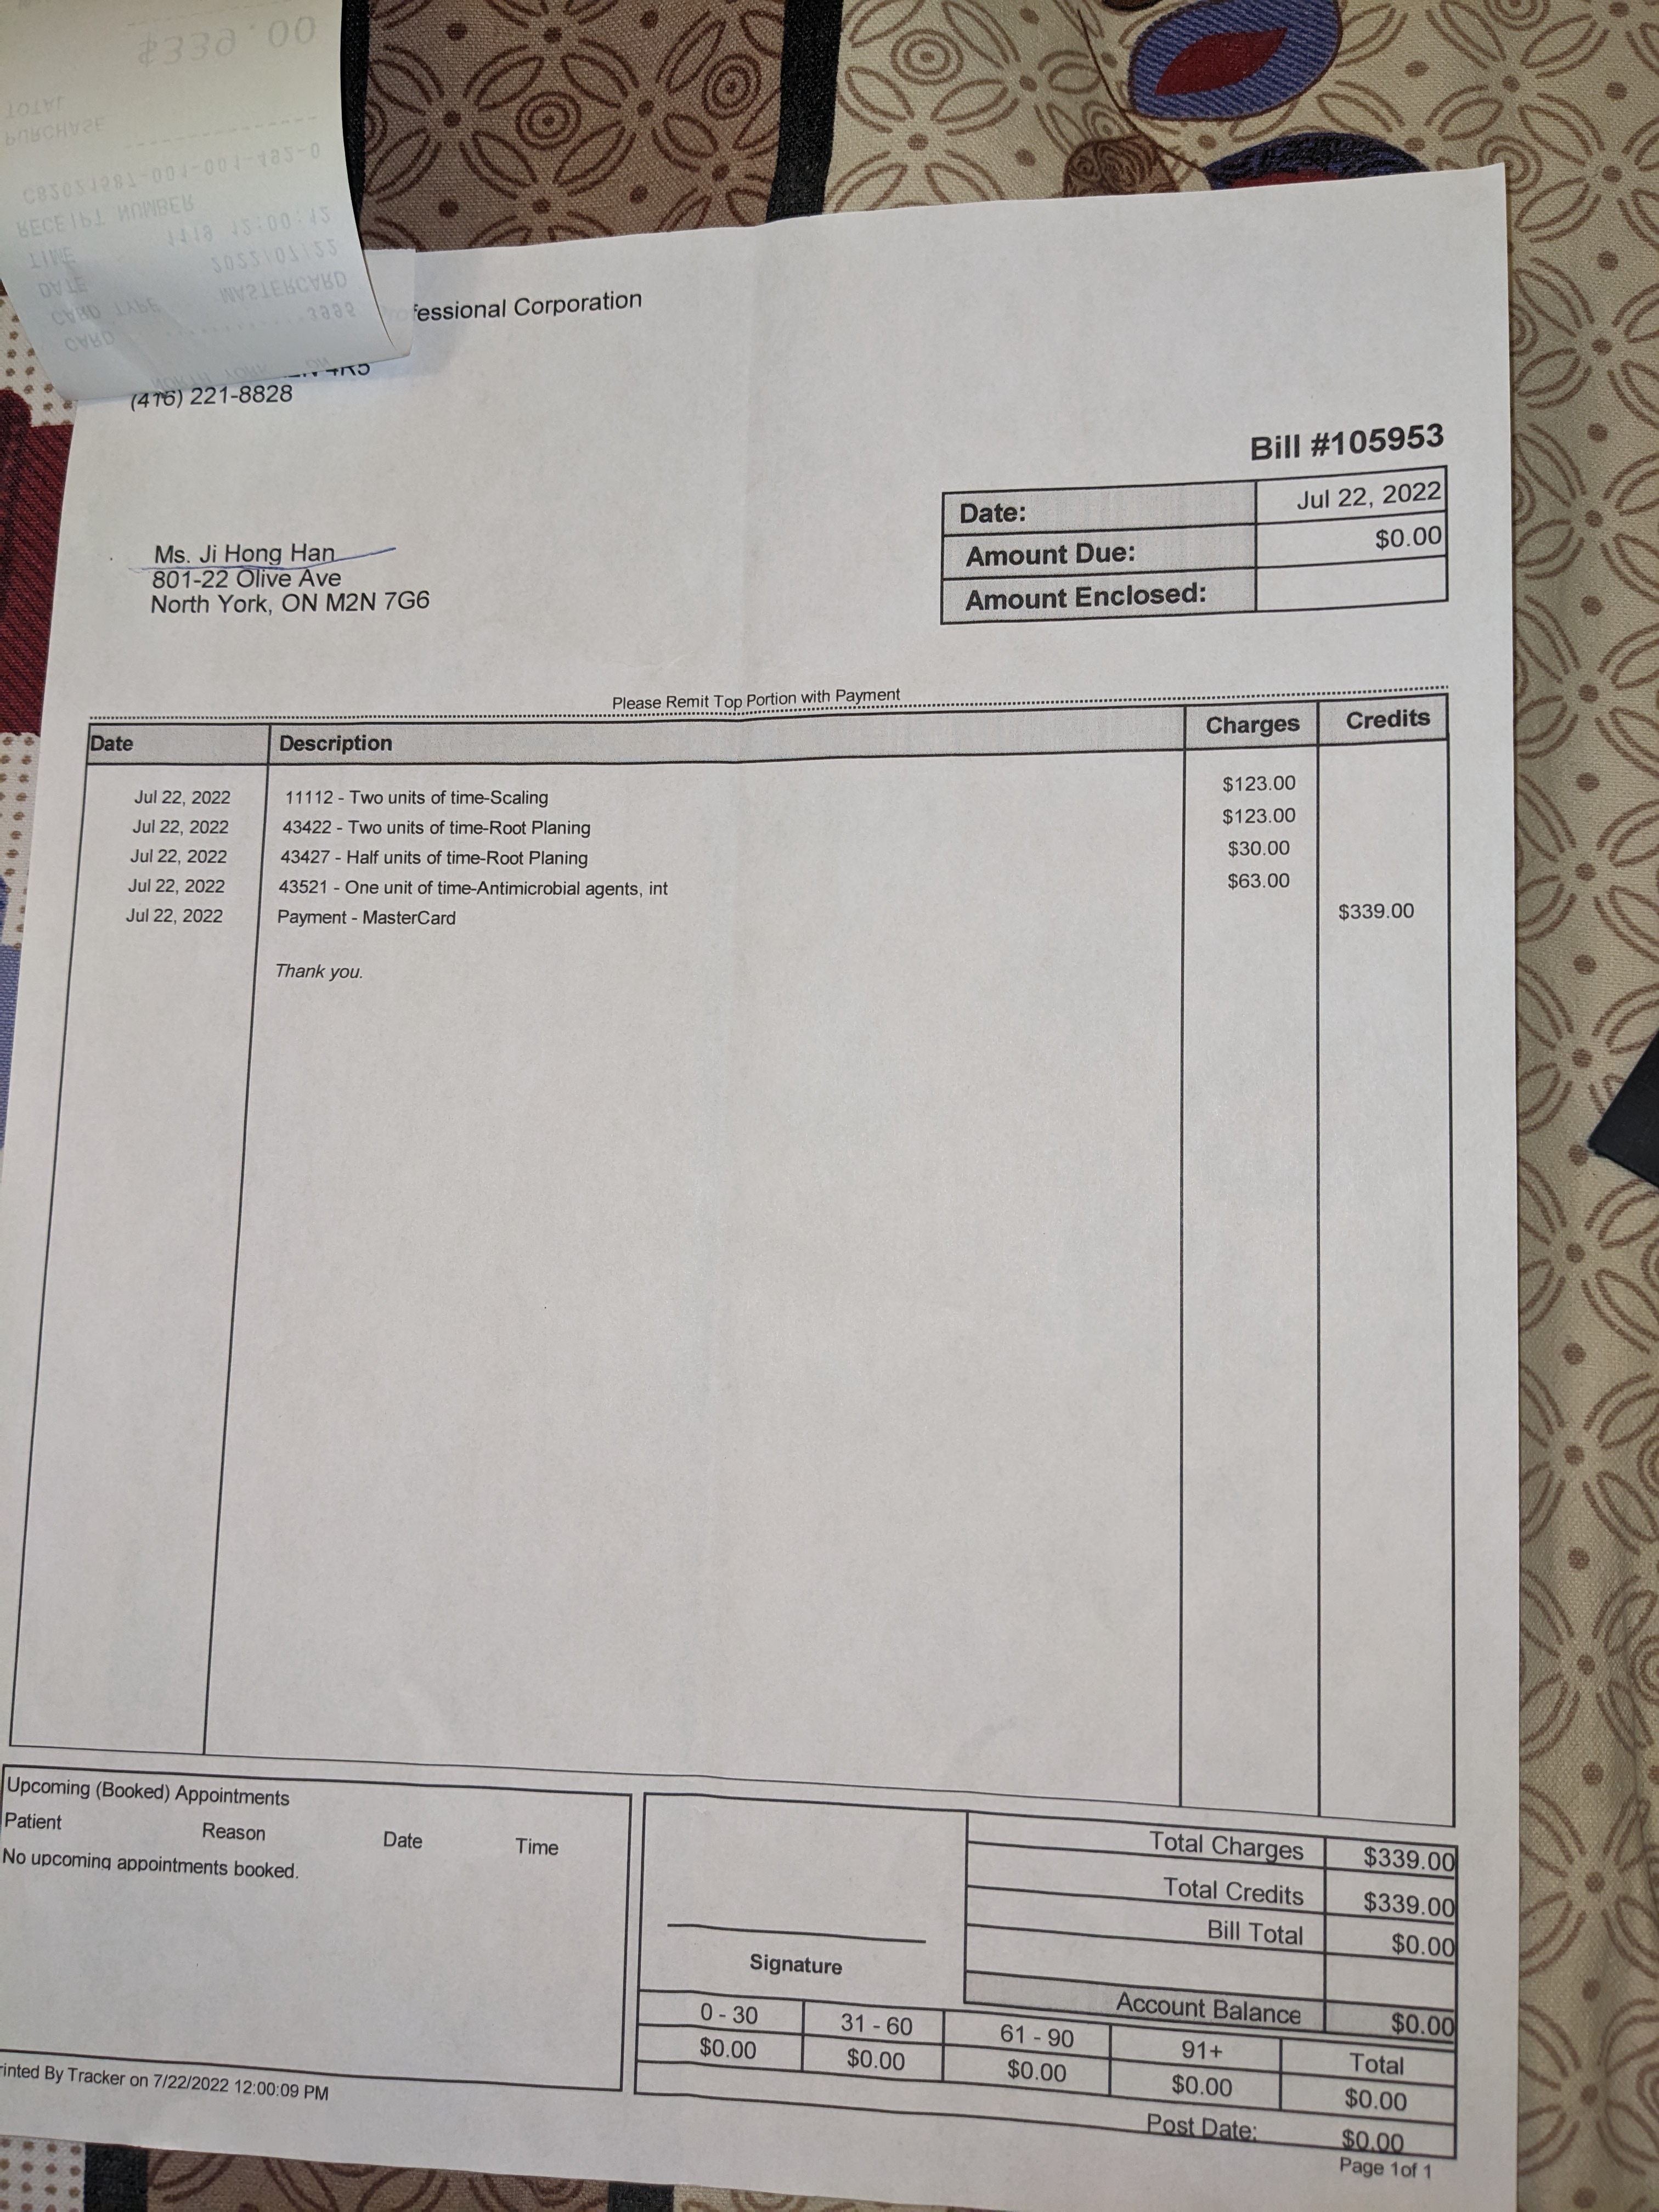 $339.00
TOTAL
PURCHASE
C82021587-001-001-492-0
RECEIPT NUMBER
TIME 1119 12:00:12
DATE 2022/07/22
CARD TYPE MASTERCARD
CARD
NORTH YORK ON
fessional Corporation
4R5
(416) 221-8828
Bill #105953
Date: Jul 22, 2022
Amount Due: $0.00
Amount Enclosed:
Ms. Ji Hong Han
801-22 Olive Ave
North York, ON M2N 7G6
Please Remit Top Portion with Payment
Date Description Charges Credits
Jul 22, 2022 11112 - Two units of time-Scaling $123.00
Jul 22, 2022 43422 - Two units of time-Root Planing $123.00
Jul 22, 2022 43427 - Half units of time-Root Planing $30.00
Jul 22, 2022 43521 - One unit of time-Antimicrobial agents, int $63.00
Jul 22, 2022 Payment - MasterCard $339.00
Thank you.
Upcoming (Booked) Appointments
Patient Reason Date Time
No upcoming appointments booked.
Signature
Total Charges $339.00
Total Credits $339.00
Bill Total $0.00
Account Balance $0.00
0 - 30 31 - 60 61 - 90 91+ Total
$0.00 $0.00 $0.00 $0.00 $0.00
Post Date: $0.00
rinted By Tracker on 7/22/2022 12:00:09 PM
Page 1of 1